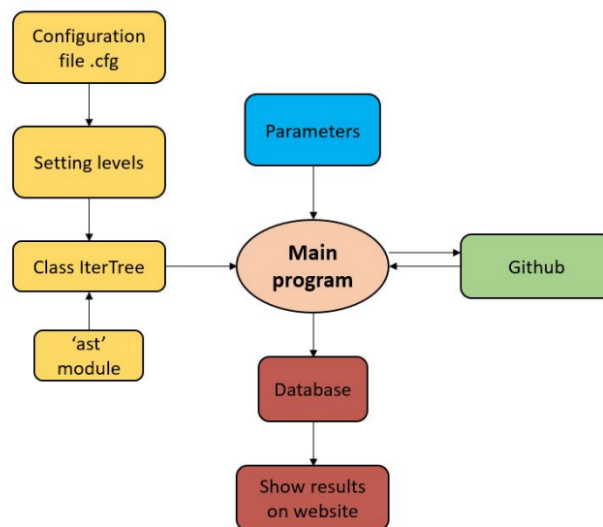 Configuration
file .cfg
Setting levels
Class IterTree
‘ast’
module
Parameters
Main
program
Github
Database
Show results
on website